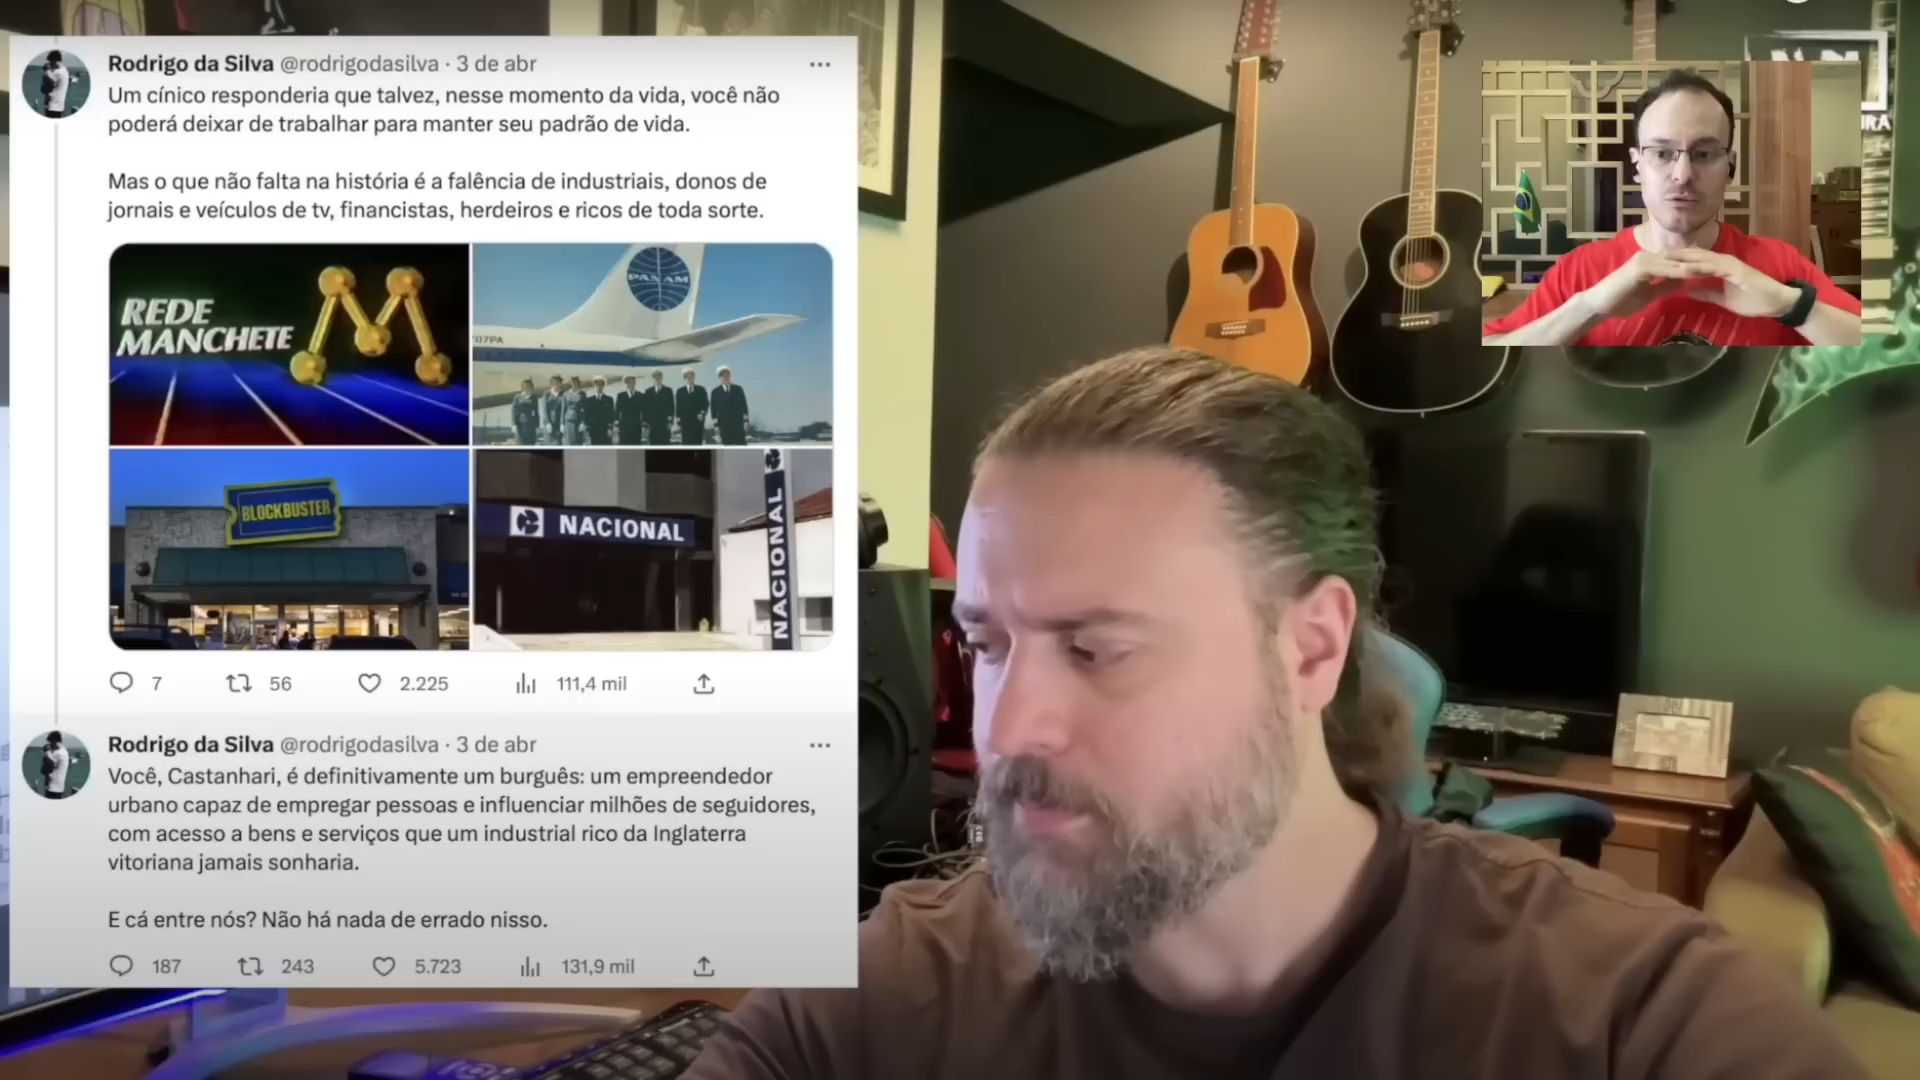 Rodrigo da Silva @rodrigodasilva · 3 de abr
Um cínico responderia que talvez, nesse momento da vida, você não
poderá deixar de trabalhar para manter seu padrão de vida.
Mas o que não falta na história é a falência de industriais, donos de
jornais e veículos de tv, financistas, herdeiros e ricos de toda sorte.
REDE
MANCHETE
PAN AM
707PA
BLOCKBUSTER
NACIONAL
NACIONAL
7 56 2.225 111,4 mil
Rodrigo da Silva @rodrigodasilva · 3 de abr
Você, Castanhari, é definitivamente um burguês: um empreendedor
urbano capaz de empregar pessoas e influenciar milhões de seguidores,
com acesso a bens e serviços que um industrial rico da Inglaterra
vitoriana jamais sonharia.
E cá entre nós? Não há nada de errado nisso.
187 243 5.723 131,9 mil